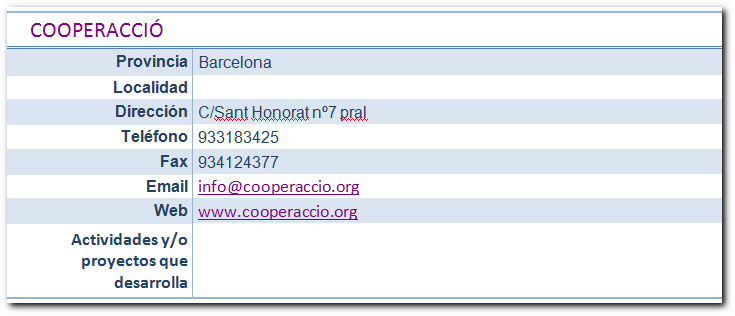 COOPERACCIÓ
Provincia Barcelona
Localidad
Dirección C/Sant Honorat nº7 pral
Teléfono 933183425
Fax 934124377
Email info@cooperaccio.org
Web www.cooperaccio.org
Actividades y/o
proyectos que
desarrolla